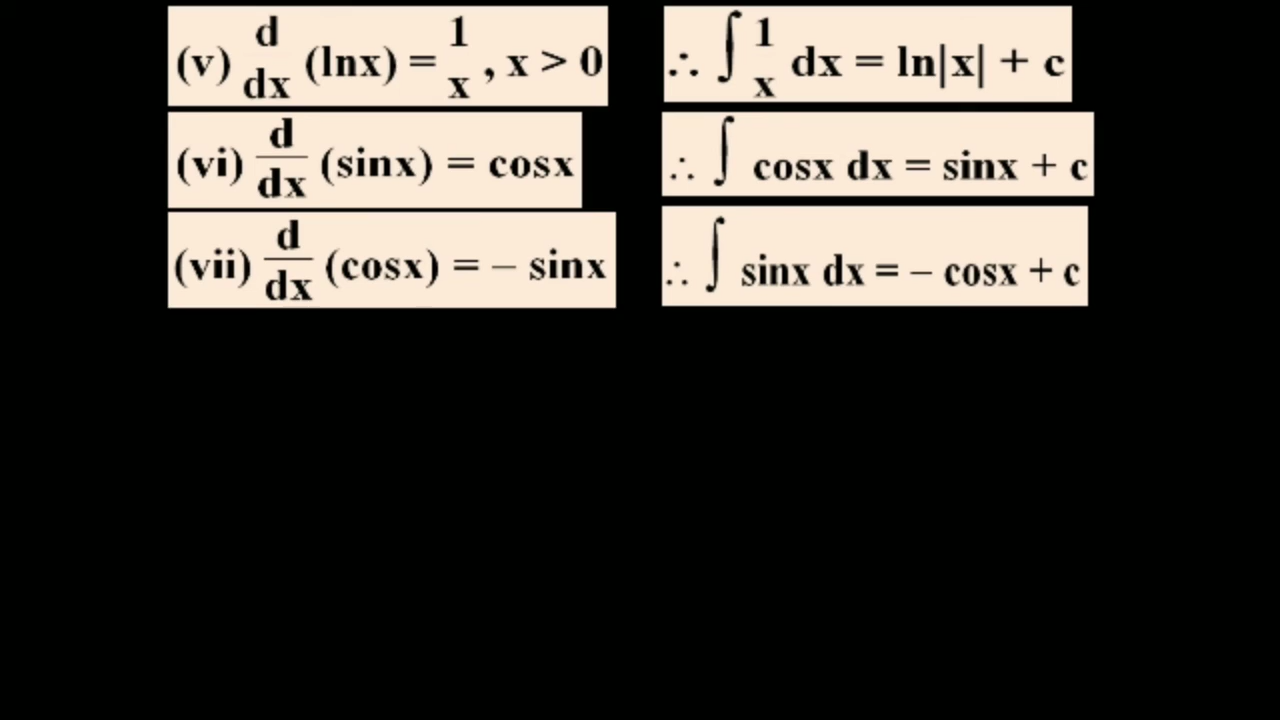 (v) d/dx (lnx) = 1/x , x > 0 ∴ ∫ 1/x dx = ln|x| + c
(vi) d/dx (sinx) = cosx ∴ ∫ cosx dx = sinx + c
(vii) d/dx (cosx) = – sinx ∴ ∫ sinx dx = – cosx + c